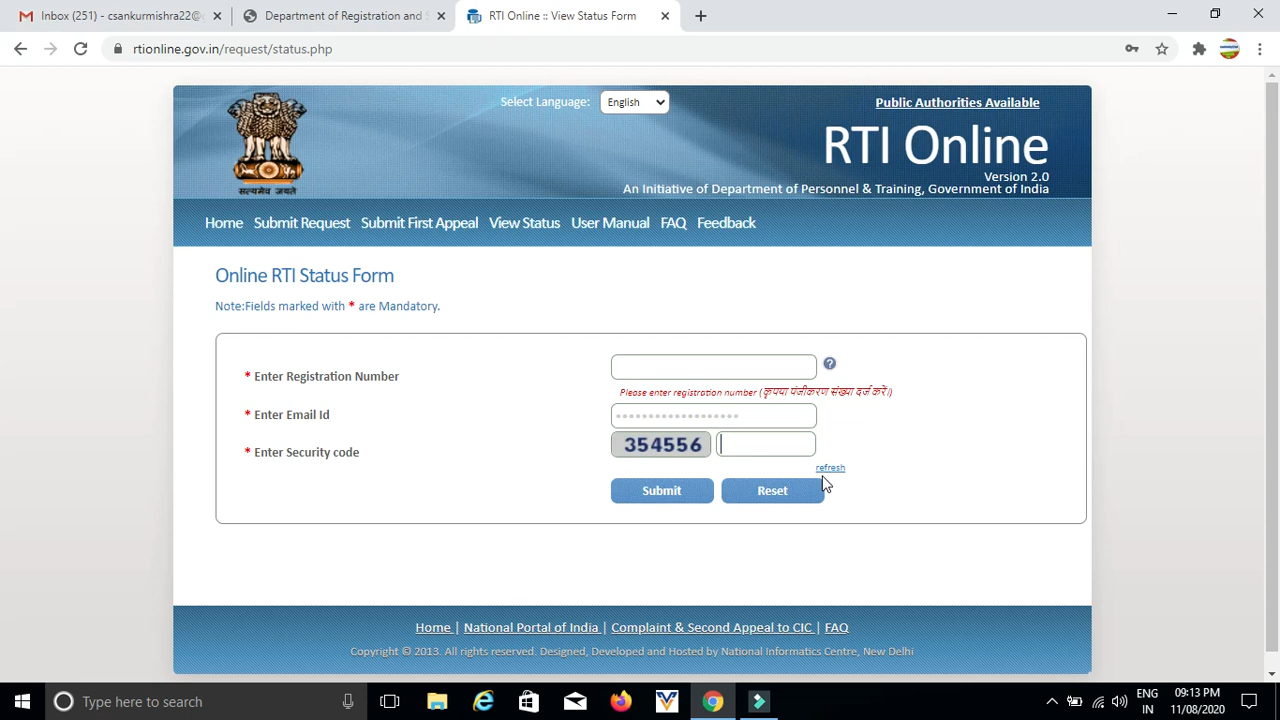 Inbox (251) - csankurmishra22@
Department of Registration and S
RTI Online :: View Status Form
rtionline.gov.in/request/status.php
Select Language:
English
Public Authorities Available
RTI Online
Version 2.0
An Initiative of Department of Personnel & Training, Government of India
सत्यमेव जयते
Home Submit Request Submit First Appeal View Status User Manual FAQ Feedback
Online RTI Status Form
Note:Fields marked with * are Mandatory.
* Enter Registration Number
?
Please enter registration number (कृपया पंजीकरण संख्या दर्ज करें।)
* Enter Email Id
* Enter Security code
354556
refresh
Submit
Reset
Home | National Portal of India | Complaint & Second Appeal to CIC | FAQ
Copyright © 2013. All rights reserved. Designed, Developed and Hosted by National Informatics Centre, New Delhi
Type here to search
ENG
IN
09:13 PM
11/08/2020